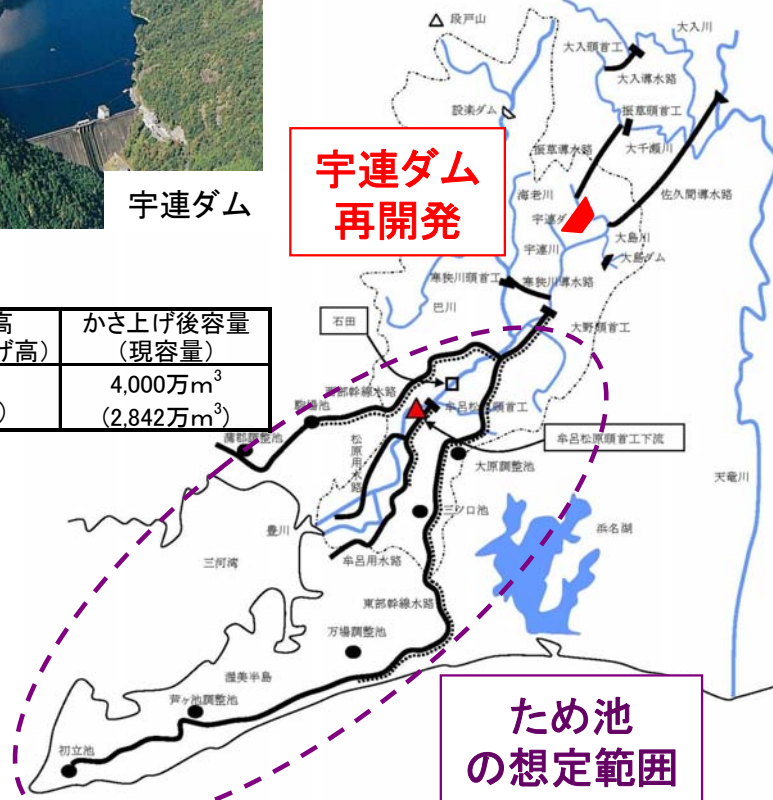 宇連ダム
高 かさ上げ後容量
げ高) (現容量)
4,000万m³
) (2,842万m³)
宇連ダム
再開発
段戸山
大入川
大入頭首工
大入導水路
設楽ダム
振草頭首工
振草導水路
大千瀬川
佐久間導水路
海老川
宇連ダ
宇連川
大島川
大島ダム
寒狭川頭首工
寒狭川導水路
巴川
石田
大野頭首工
西部幹線水路
駒場池
牟呂松原頭首工
蒲郡調整池
牟呂松原頭首工下流
松原用水路
大原調整池
天竜川
三ツ口池
豊川
浜名湖
牟呂用水路
三河湾
東部幹線水路
万場調整池
渥美半島
芦ヶ池調整池
初立池
ため池
の想定範囲